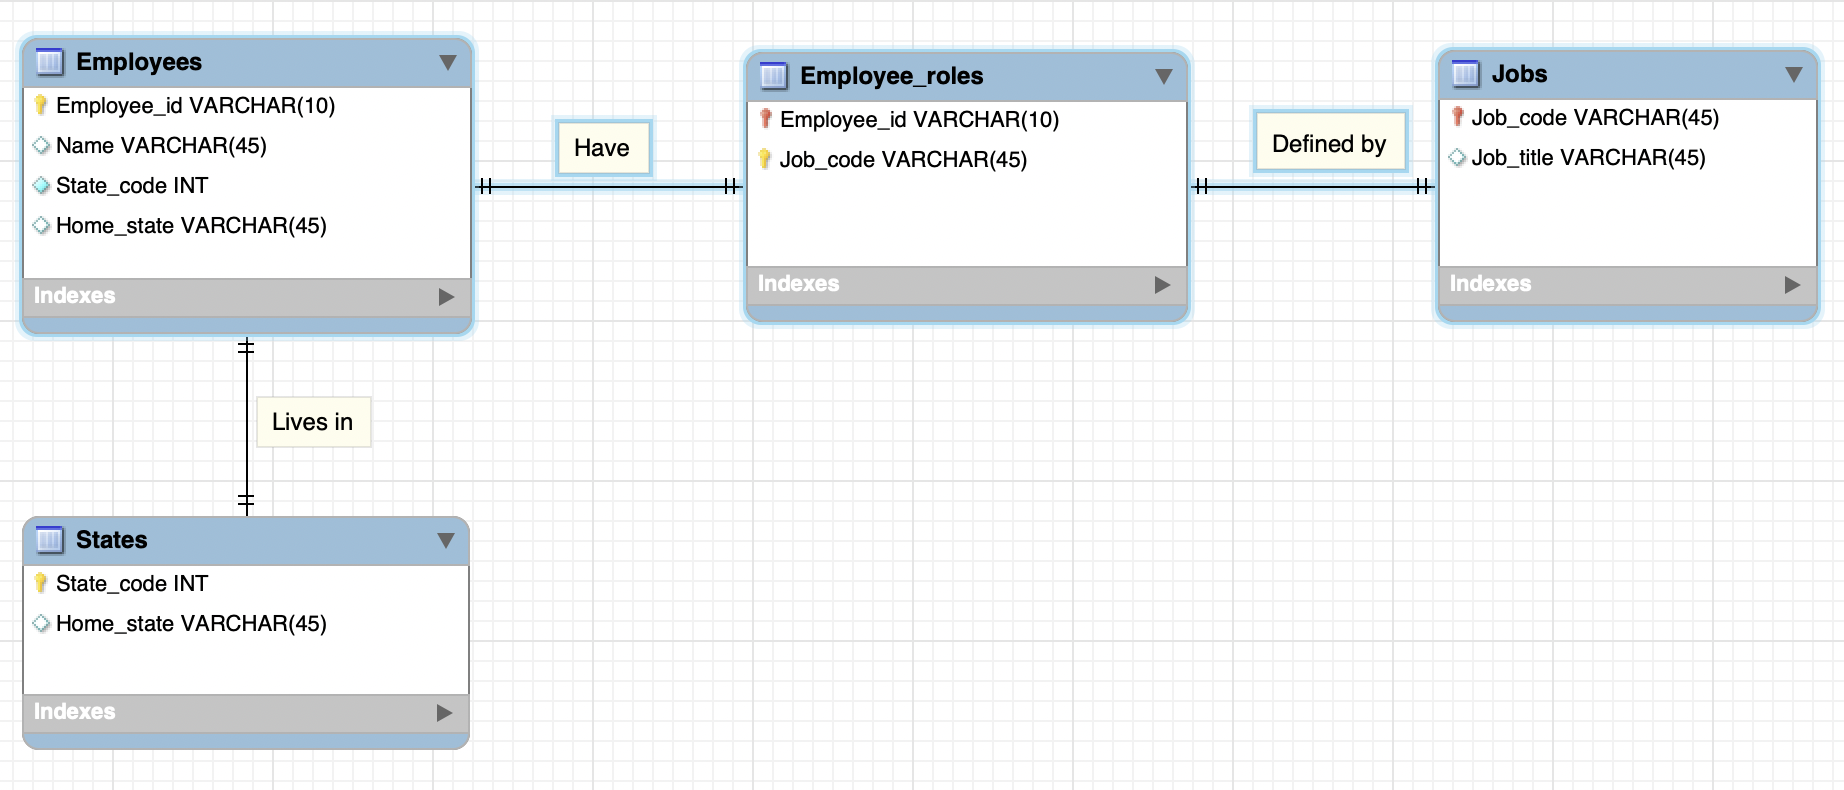 Employees
Employee_id VARCHAR(10)
Name VARCHAR(45)
State_code INT
Home_state VARCHAR(45)
Indexes
Have
Employee_roles
Employee_id VARCHAR(10)
Job_code VARCHAR(45)
Indexes
Defined by
Jobs
Job_code VARCHAR(45)
Job_title VARCHAR(45)
Indexes
Lives in
States
State_code INT
Home_state VARCHAR(45)
Indexes